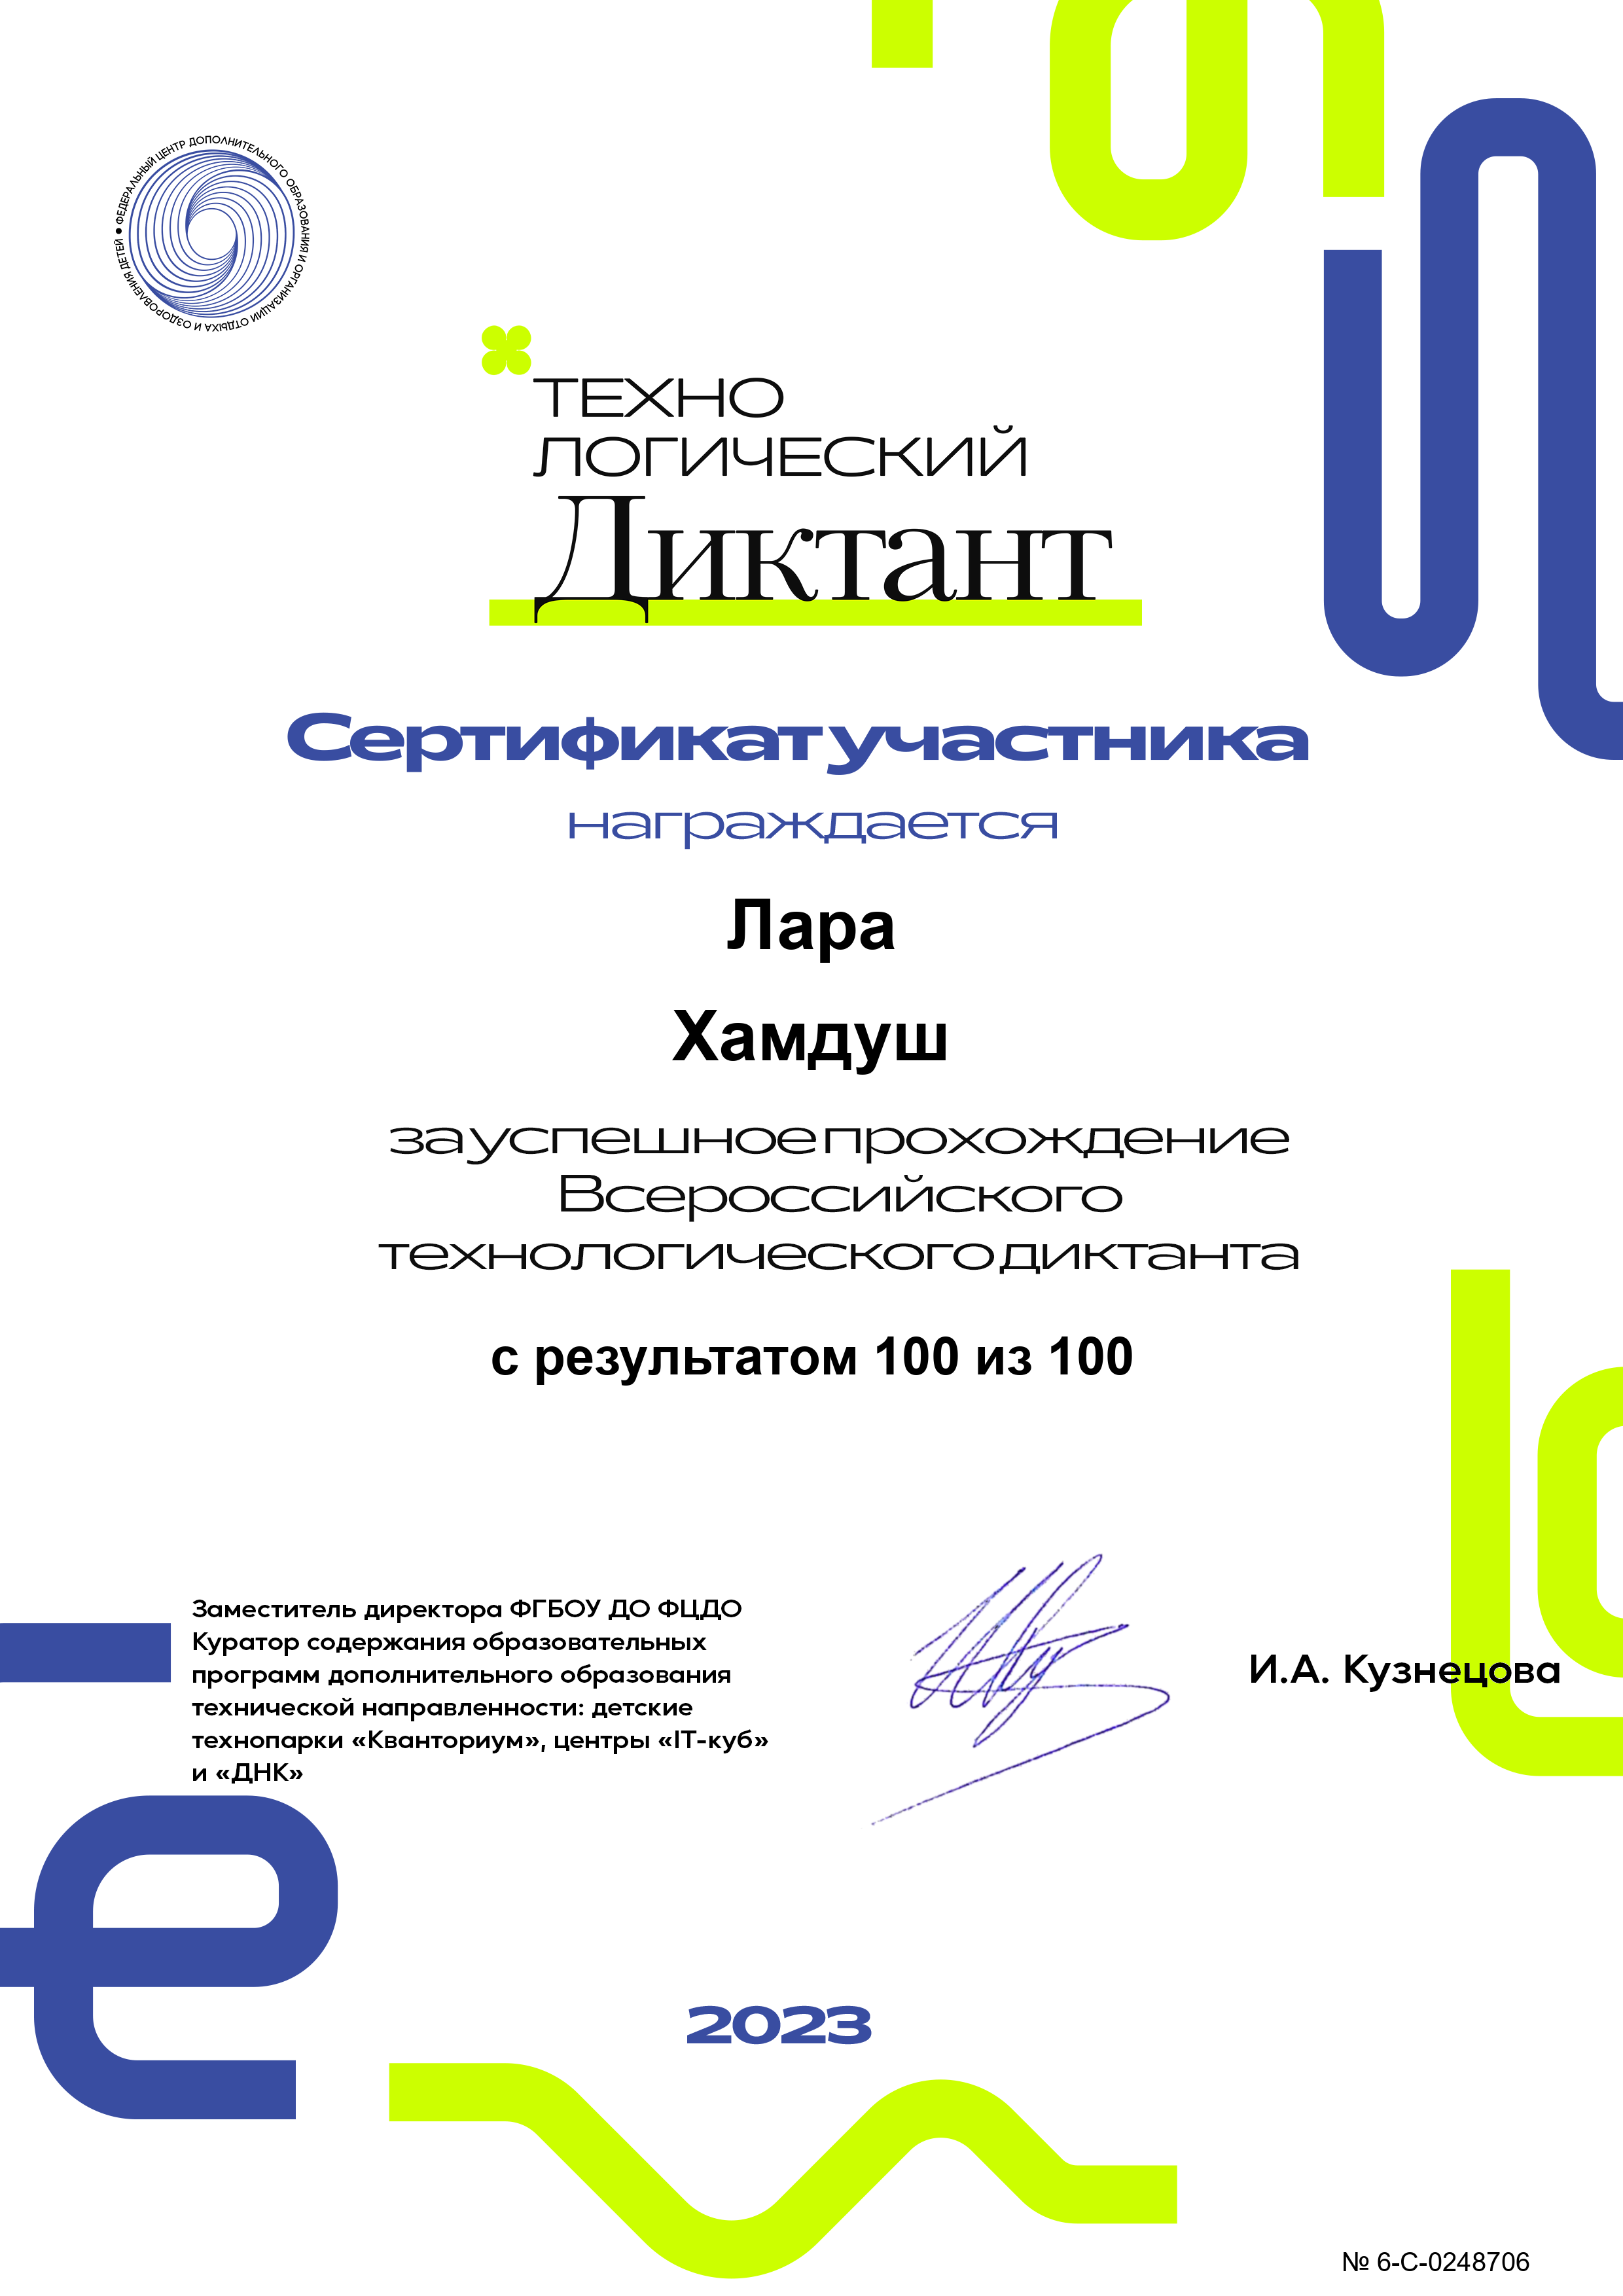 ФЕДЕРАЛЬНЫЙ ЦЕНТР ДОПОЛНИТЕЛЬНОГО ОБРАЗОВАНИЯ И ОРГАНИЗАЦИИ ОТДЫХА И ОЗДОРОВЛЕНИЯ ДЕТЕЙ •
ТЕХНО
ЛОГИЧЕСКИЙ
Диктант
Сертификат участника
награждается
Лара
Хамдуш
за успешное прохождение
Всероссийского
технологического диктанта
с результатом 100 из 100
Заместитель директора ФГБОУ ДО ФЦДО
Куратор содержания образовательных
программ дополнительного образования
технической направленности: детские
технопарки «Кванториум», центры «IT-куб»
и «ДНК»
И.А. Кузнецова
2023
№ 6-С-0248706